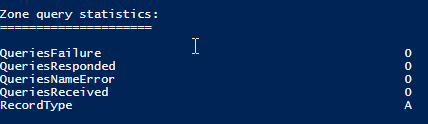 Zone query statistics:
======================
QueriesFailure 0
QueriesResponded 0
QueriesNameError 0
QueriesReceived 0
RecordType A